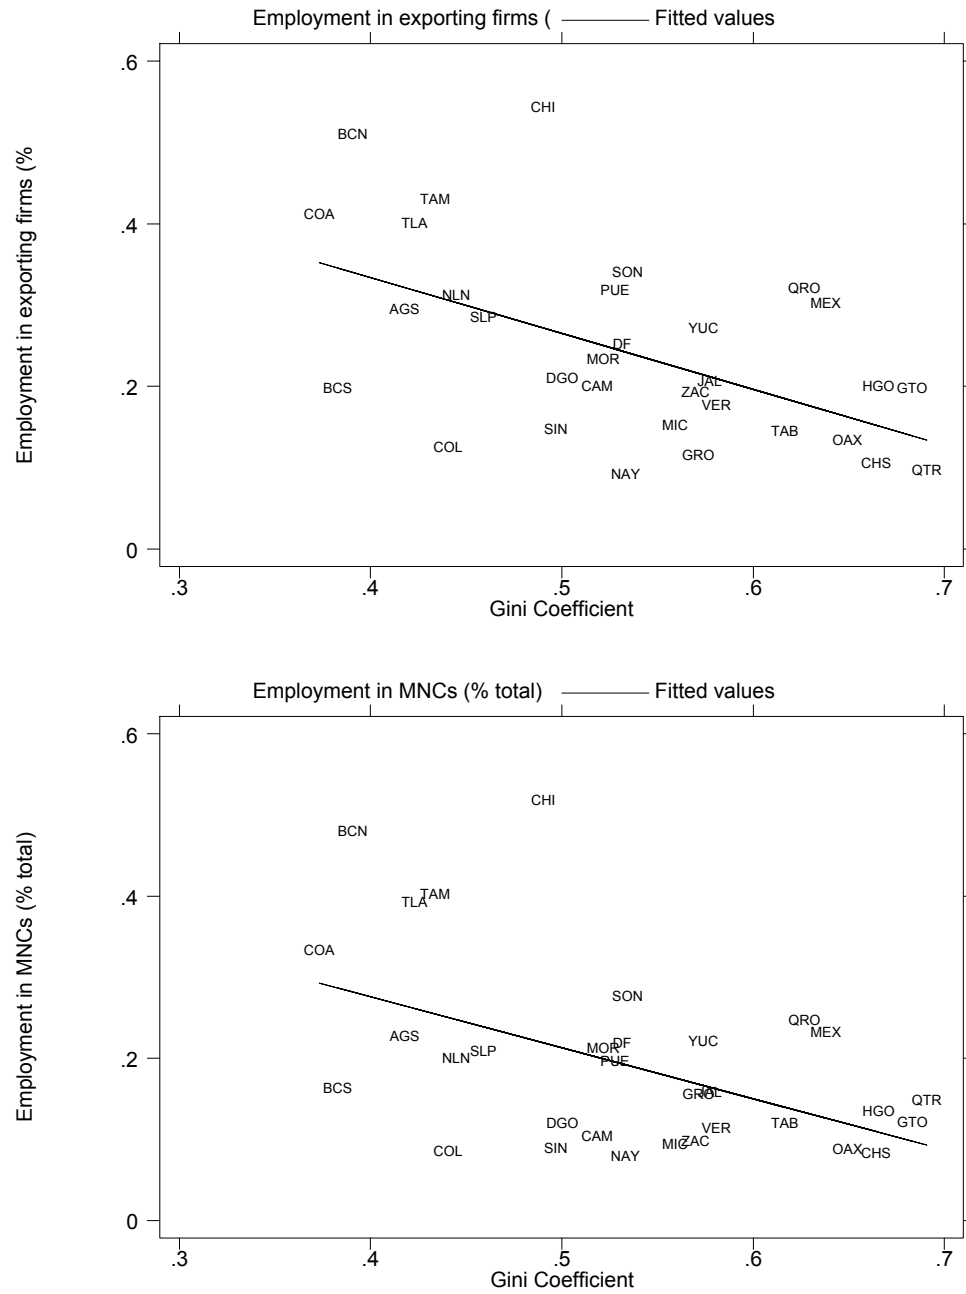 Employment in exporting firms ( Fitted values
Employment in exporting firms (%
.6
CHI
BCN
TAM
COA
TLA
.4
SON
PUE
QRO
NLN
MEX
AGS
SLP
YUC
DF
MOR
DGO
JAL
CAM
ZAC
HGO
GTO
BCS
.2
VER
MIC
SIN
TAB
COL
OAX
GRO
CHS
NAY
QTR
0
.3 .4 .5 .6 .7
Gini Coefficient
Employment in MNCs (% total) Fitted values
Employment in MNCs (% total)
.6
CHI
BCN
TAM
TLA
.4
COA
SON
QRO
MEX
AGS
DF
YUC
MOR
SLP
NLN
PUE
.2
BCS
GRO
JAL
QTR
HGO
DGO
TAB
GTO
VER
CAM
MIC
ZAC
SIN
OAX
COL
CHS
NAY
0
.3 .4 .5 .6 .7
Gini Coefficient